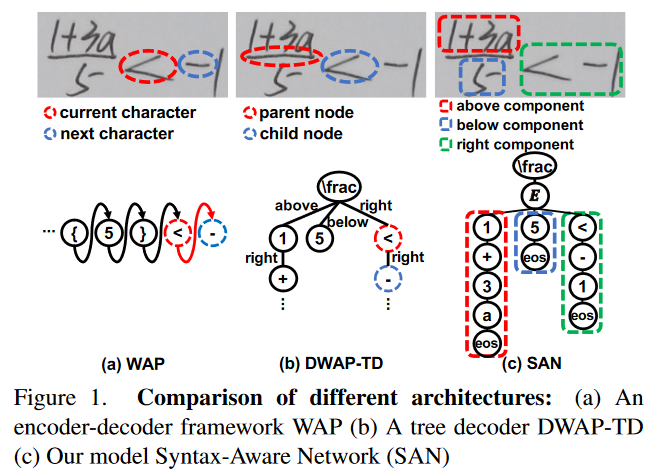 1+3a
5 < -1
1+3a
5 < -1
1+3a
5 < -1
current character
next character
parent node
child node
above component
below component
right component
... { 5 } < -
\frac
above below right
1 5 <
right right
+ -
⋮ ⋮
\frac
E
1 5 <
+ eos -
3 1
a eos
eos
(a) WAP
(b) DWAP-TD
(c) SAN
Figure 1. Comparison of different architectures: (a) An
encoder-decoder framework WAP (b) A tree decoder DWAP-TD
(c) Our model Syntax-Aware Network (SAN)